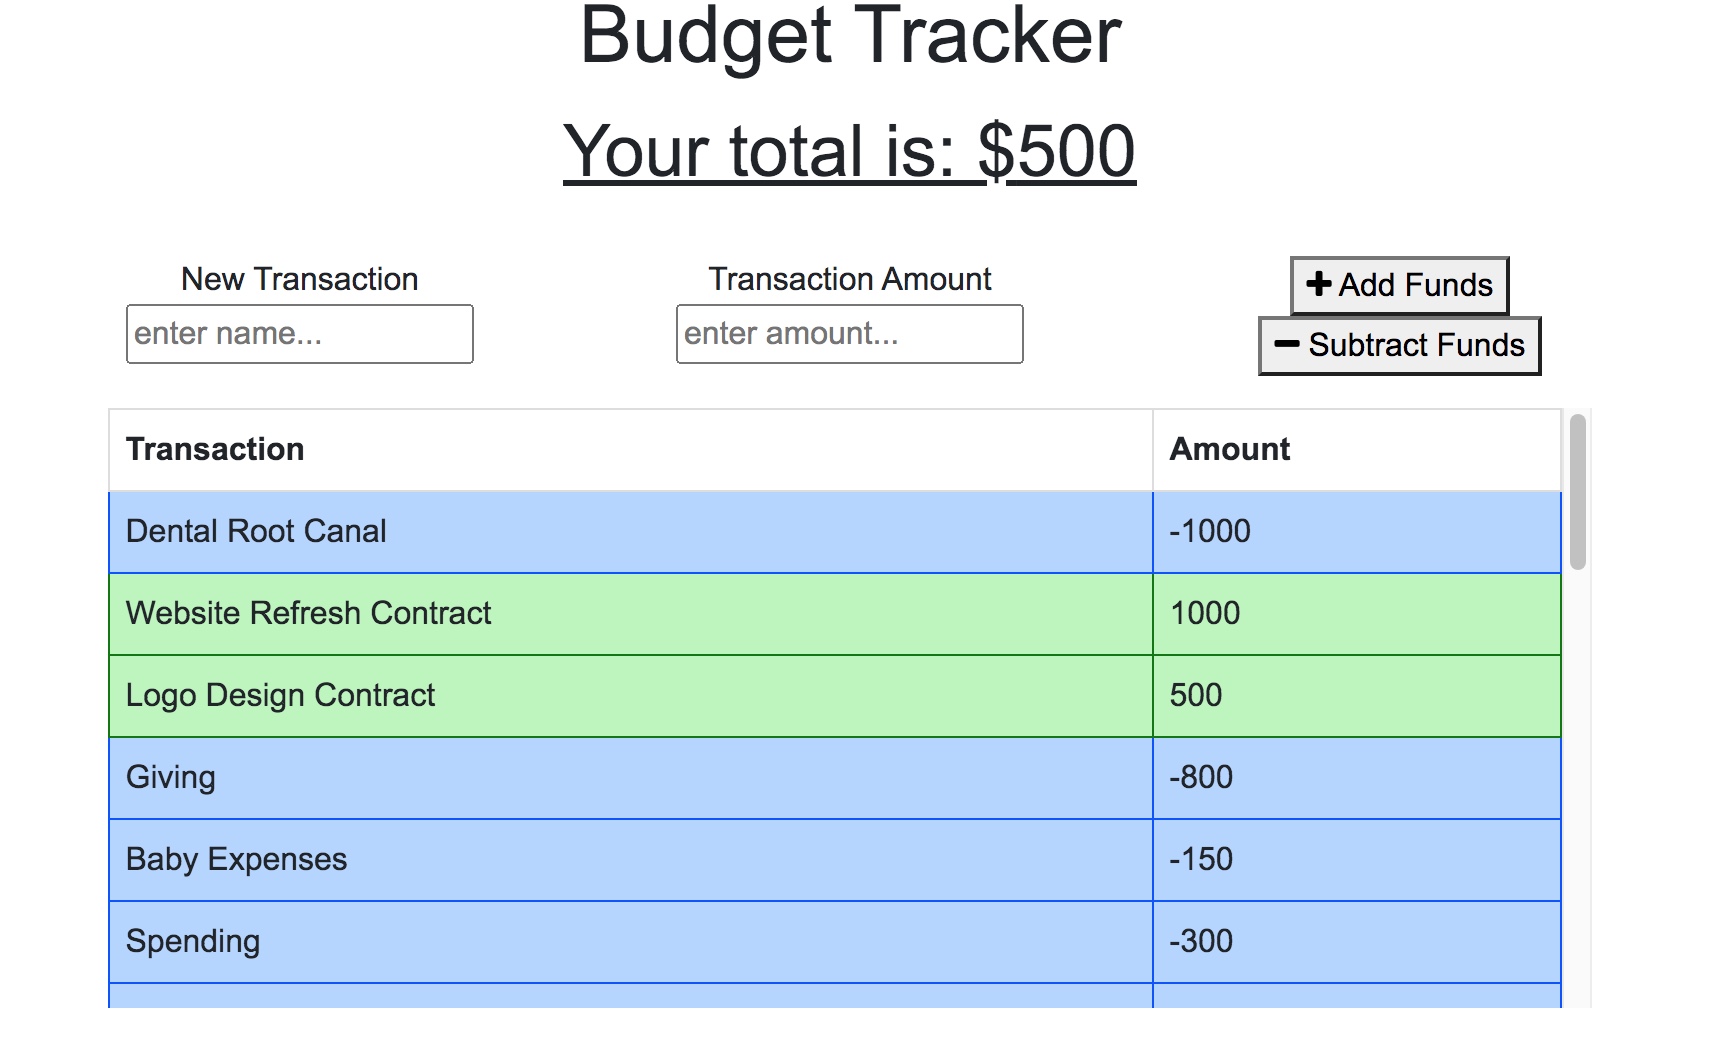 Budget Tracker
Your total is: $500
New Transaction
enter name...
Transaction Amount
enter amount...
Add Funds
Subtract Funds
Transaction Amount
Dental Root Canal -1000
Website Refresh Contract 1000
Logo Design Contract 500
Giving -800
Baby Expenses -150
Spending -300